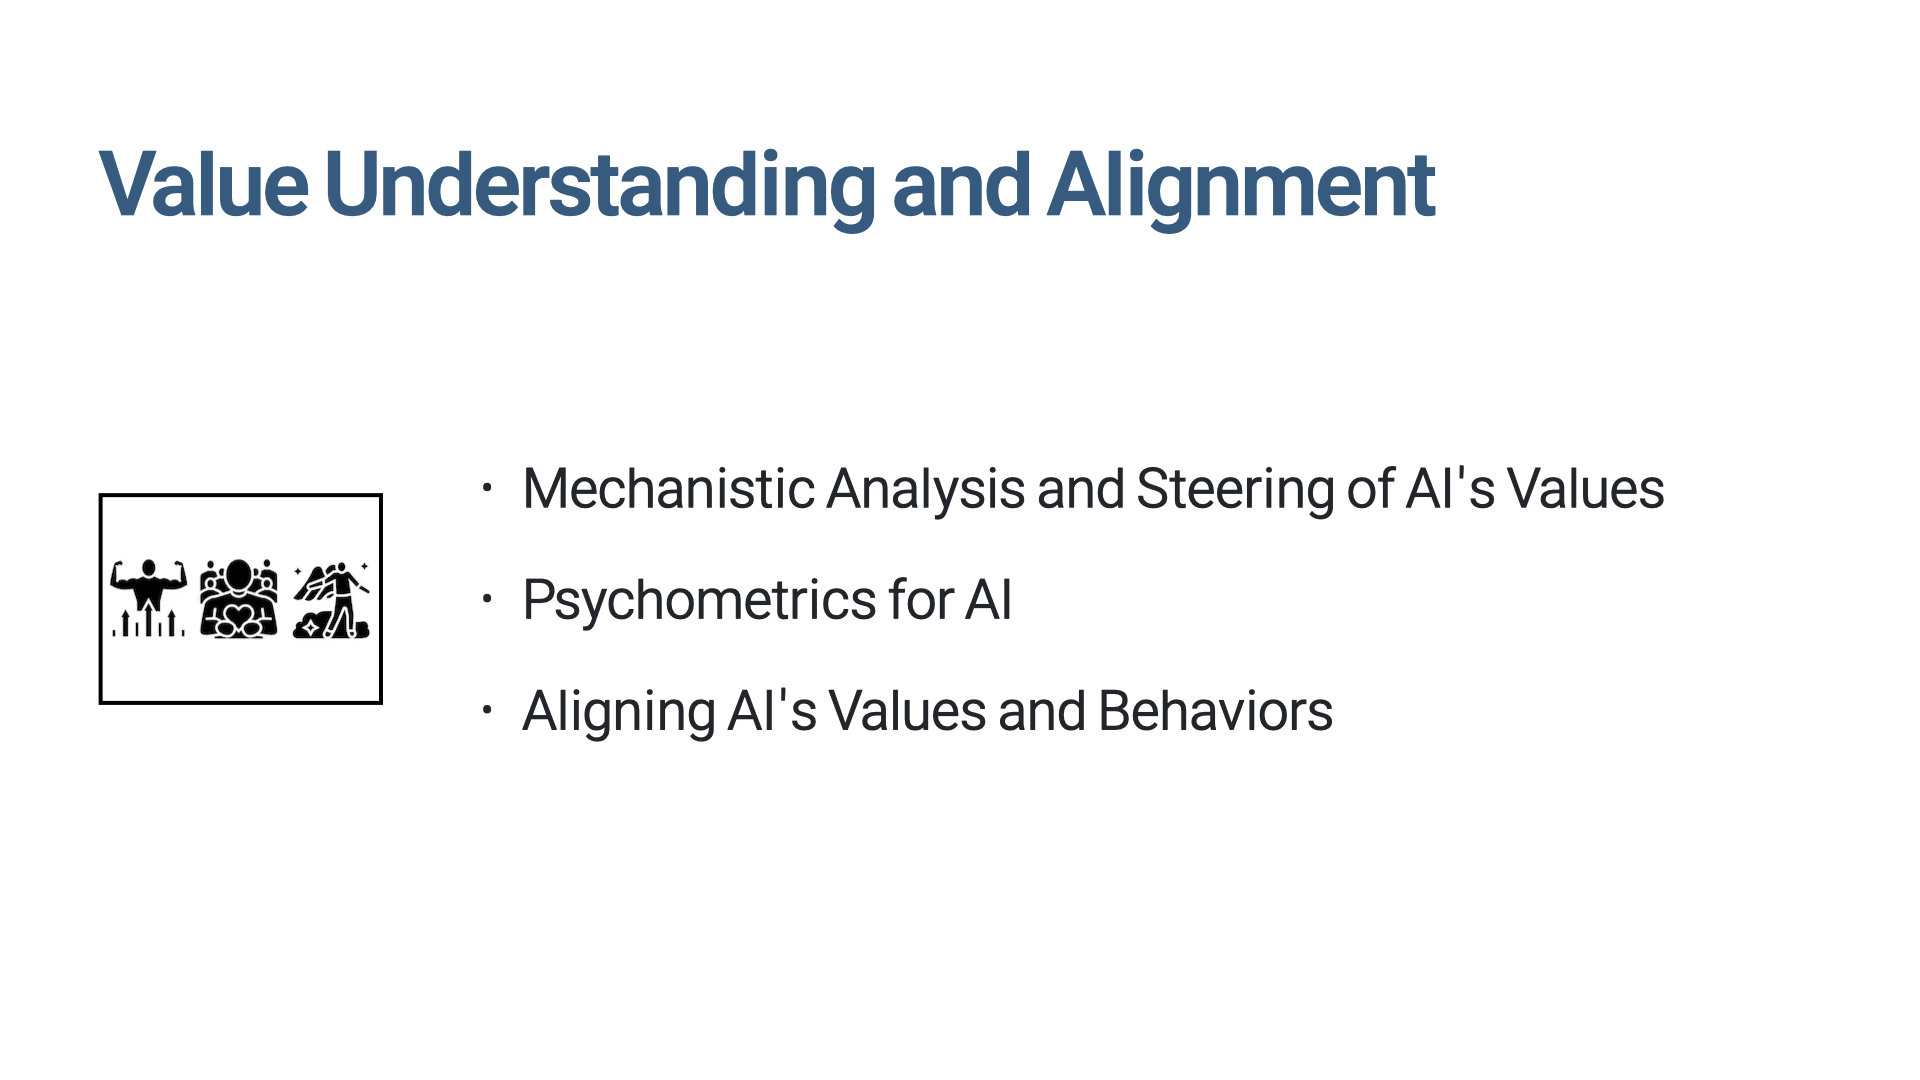 Value Understanding and Alignment
· Mechanistic Analysis and Steering of AI's Values
· Psychometrics for AI
· Aligning AI's Values and Behaviors